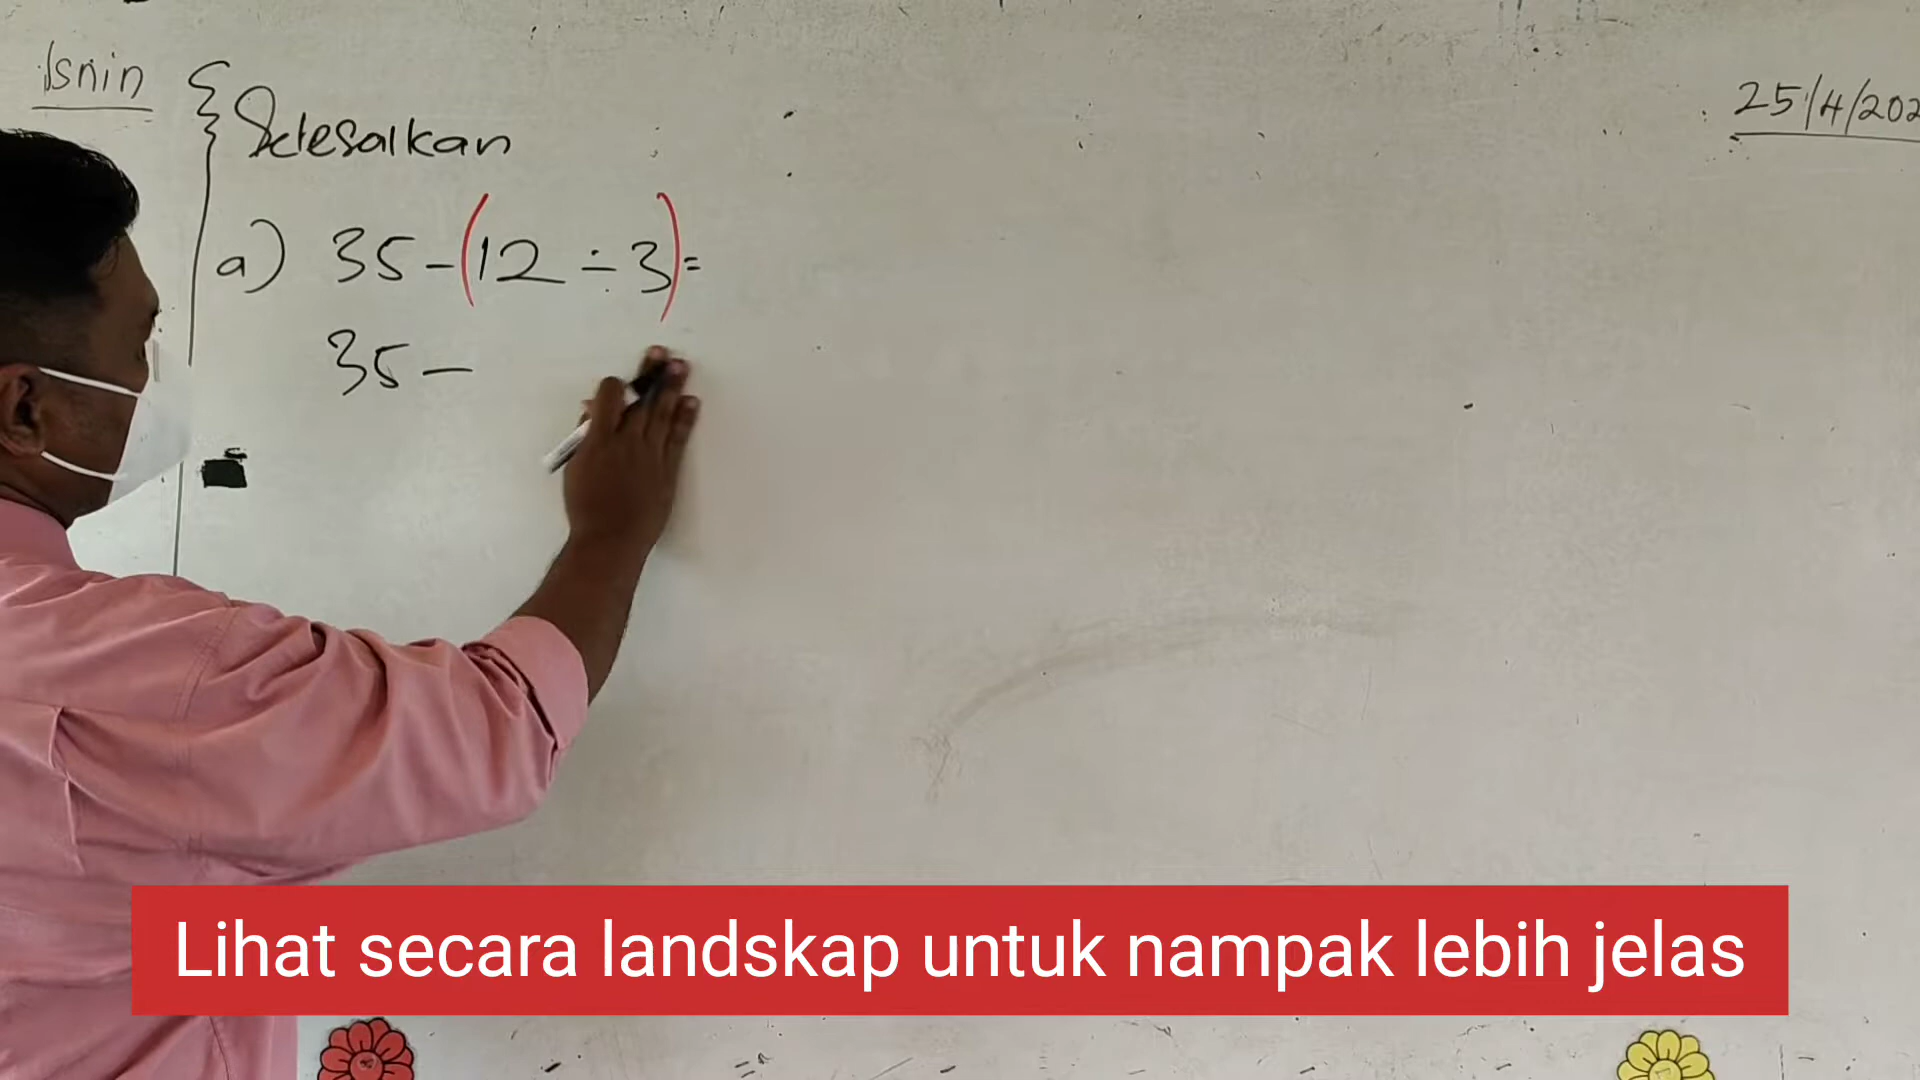 Isnin
25/4/202
Selesaikan
a) 35-(12÷3)=
35-
Lihat secara landskap untuk nampak lebih jelas